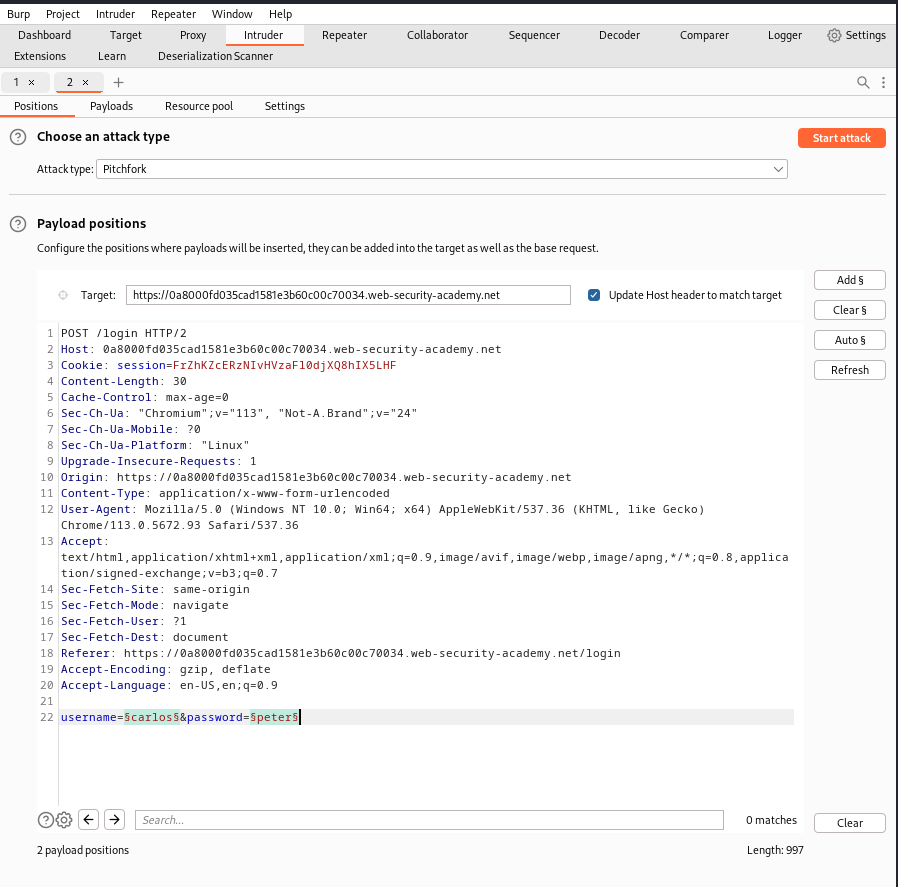 Burp Project Intruder Repeater Window Help
Dashboard Target Proxy Intruder Repeater Collaborator Sequencer Decoder Comparer Logger Settings
Extensions Learn Deserialization Scanner
1 × 2 × +
Positions Payloads Resource pool Settings
? Choose an attack type Start attack
Attack type: Pitchfork
? Payload positions
Configure the positions where payloads will be inserted, they can be added into the target as well as the base request.
Add §
Target: https://0a8000fd035cad1581e3b60c00c70034.web-security-academy.net Update Host header to match target
Clear §
Auto §
Refresh
1 POST /login HTTP/2
2 Host: 0a8000fd035cad1581e3b60c00c70034.web-security-academy.net
3 Cookie: session=FrZhKZcERzNIvHVzaFl0djXQ8hIX5LHF
4 Content-Length: 30
5 Cache-Control: max-age=0
6 Sec-Ch-Ua: "Chromium";v="113", "Not-A.Brand";v="24"
7 Sec-Ch-Ua-Mobile: ?0
8 Sec-Ch-Ua-Platform: "Linux"
9 Upgrade-Insecure-Requests: 1
10 Origin: https://0a8000fd035cad1581e3b60c00c70034.web-security-academy.net
11 Content-Type: application/x-www-form-urlencoded
12 User-Agent: Mozilla/5.0 (Windows NT 10.0; Win64; x64) AppleWebKit/537.36 (KHTML, like Gecko)
Chrome/113.0.5672.93 Safari/537.36
13 Accept:
text/html,application/xhtml+xml,application/xml;q=0.9,image/avif,image/webp,image/apng,*/*;q=0.8,applica
tion/signed-exchange;v=b3;q=0.7
14 Sec-Fetch-Site: same-origin
15 Sec-Fetch-Mode: navigate
16 Sec-Fetch-User: ?1
17 Sec-Fetch-Dest: document
18 Referer: https://0a8000fd035cad1581e3b60c00c70034.web-security-academy.net/login
19 Accept-Encoding: gzip, deflate
20 Accept-Language: en-US,en;q=0.9
21
22 username=§carlos§&password=§peter§
? Search... 0 matches Clear
2 payload positions Length: 997